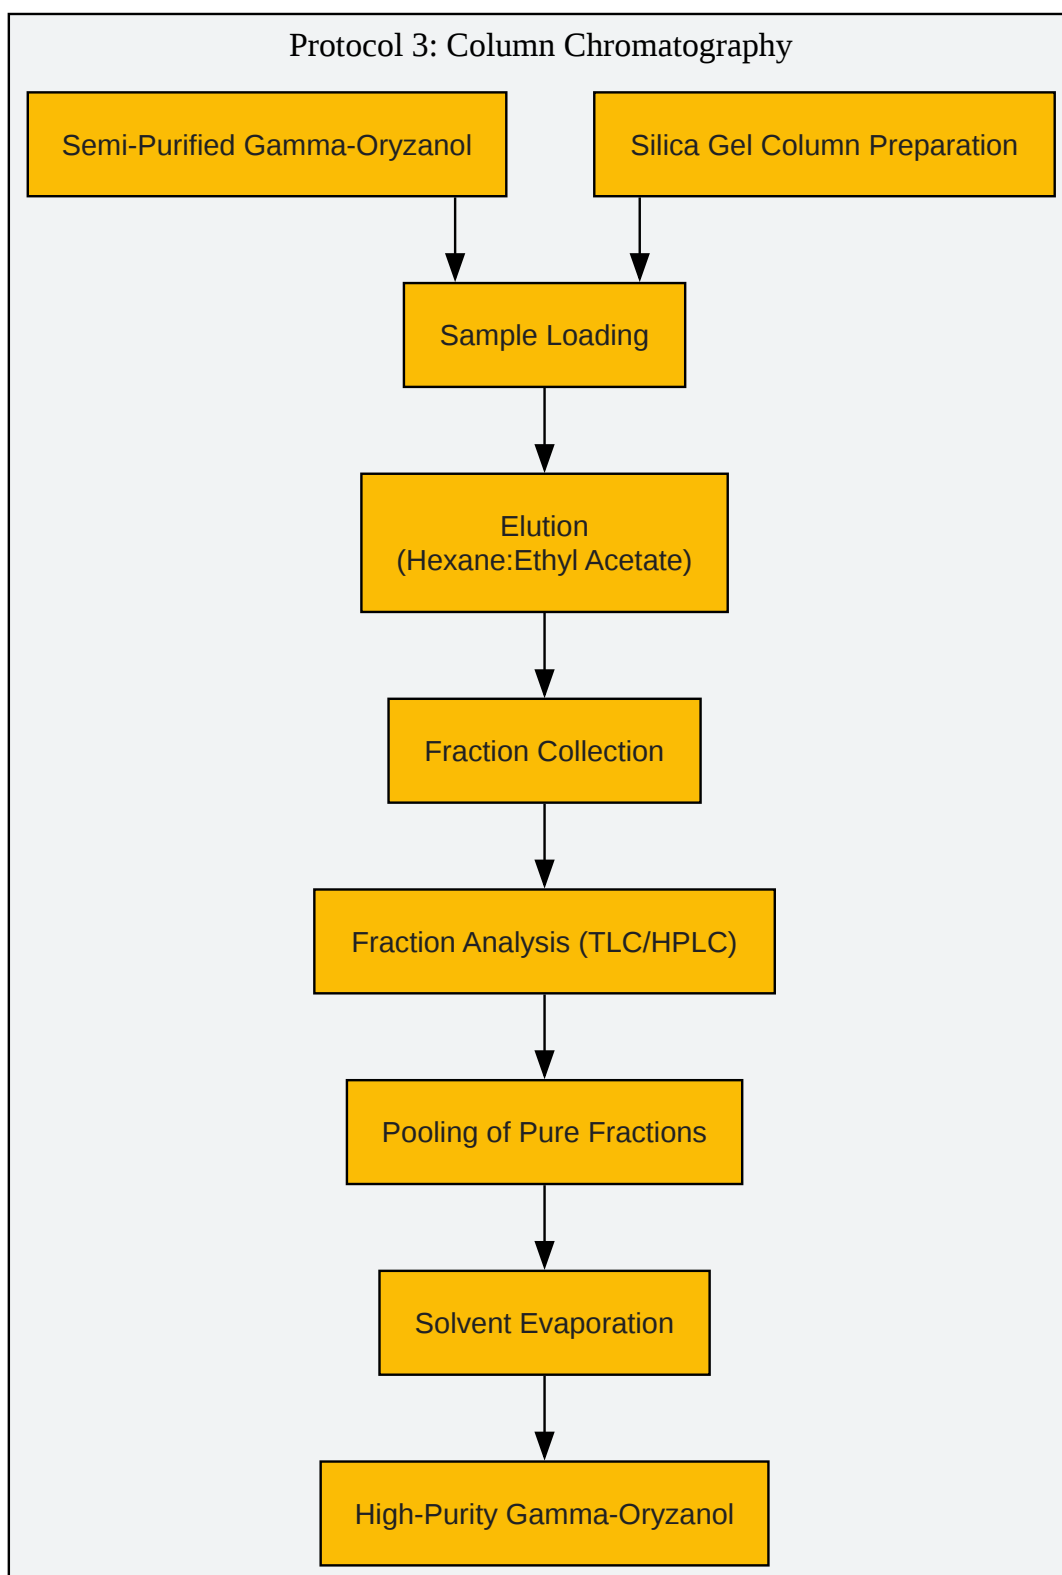 Protocol 3: Column Chromatography
Semi-Purified Gamma-Oryzanol
Silica Gel Column Preparation
Sample Loading
Elution
(Hexane:Ethyl Acetate)
Fraction Collection
Fraction Analysis (TLC/HPLC)
Pooling of Pure Fractions
Solvent Evaporation
High-Purity Gamma-Oryzanol